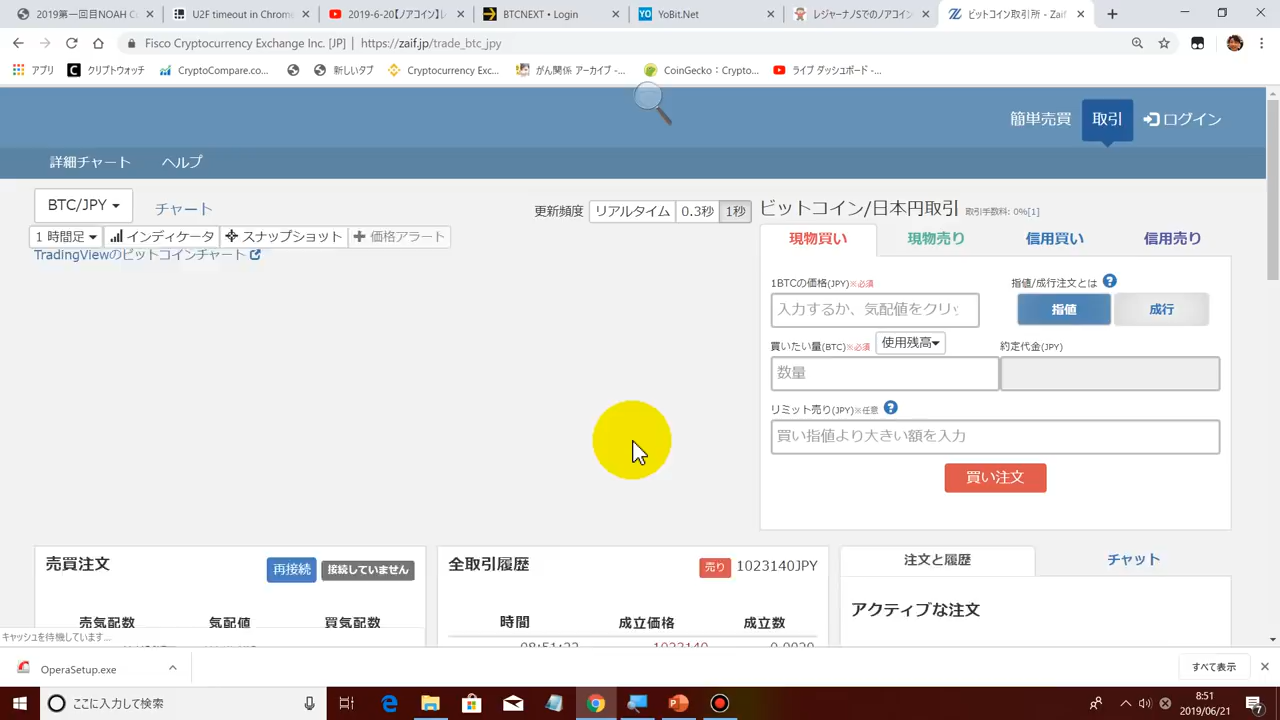 2019第一回目NOAH C
U2F timeout in Chrome
2019-6-20【ノアコイン】レ
BTCNEXT • Login
YoBit.Net
レジャーナノSでのノアコイン
ビットコイン取引所 - Zaif
Fisco Cryptocurrency Exchange Inc. [JP] | https://zaif.jp/trade_btc_jpy
アプリ クリプトウォッチ CryptoCompare.co... 新しいタブ Cryptocurrency Exc... がん関係 アーカイブ -... CoinGecko：Cryptoc... ライブ ダッシュボード -...
簡単売買 取引 ログイン
詳細チャート ヘルプ
BTC/JPY チャート
更新頻度 リアルタイム 0.3秒 1秒
1 時間足 インディケータ スナップショット 価格アラート
TradingViewのビットコインチャート
ビットコイン/日本円取引 取引手数料: 0%[1]
現物買い 現物売り 信用買い 信用売り
1BTCの価格(JPY)※必須 指値/成行注文とは
入力するか、気配値をクリッ 指値 成行
買いたい量(BTC)※必須 使用残高 約定代金(JPY)
数量
リミット売り(JPY)※任意
買い指値より大きい額を入力
買い注文
売買注文 再接続 接続していません
売気配数 気配値 買気配数
全取引履歴 売り 1023140JPY
時間 成立価格 成立数
08:51:22 1023140 0.0020
注文と履歴 チャット
アクティブな注文
キャッシュを待機しています...
OperaSetup.exe
すべて表示
ここに入力して検索
8:51
2019/06/21
7